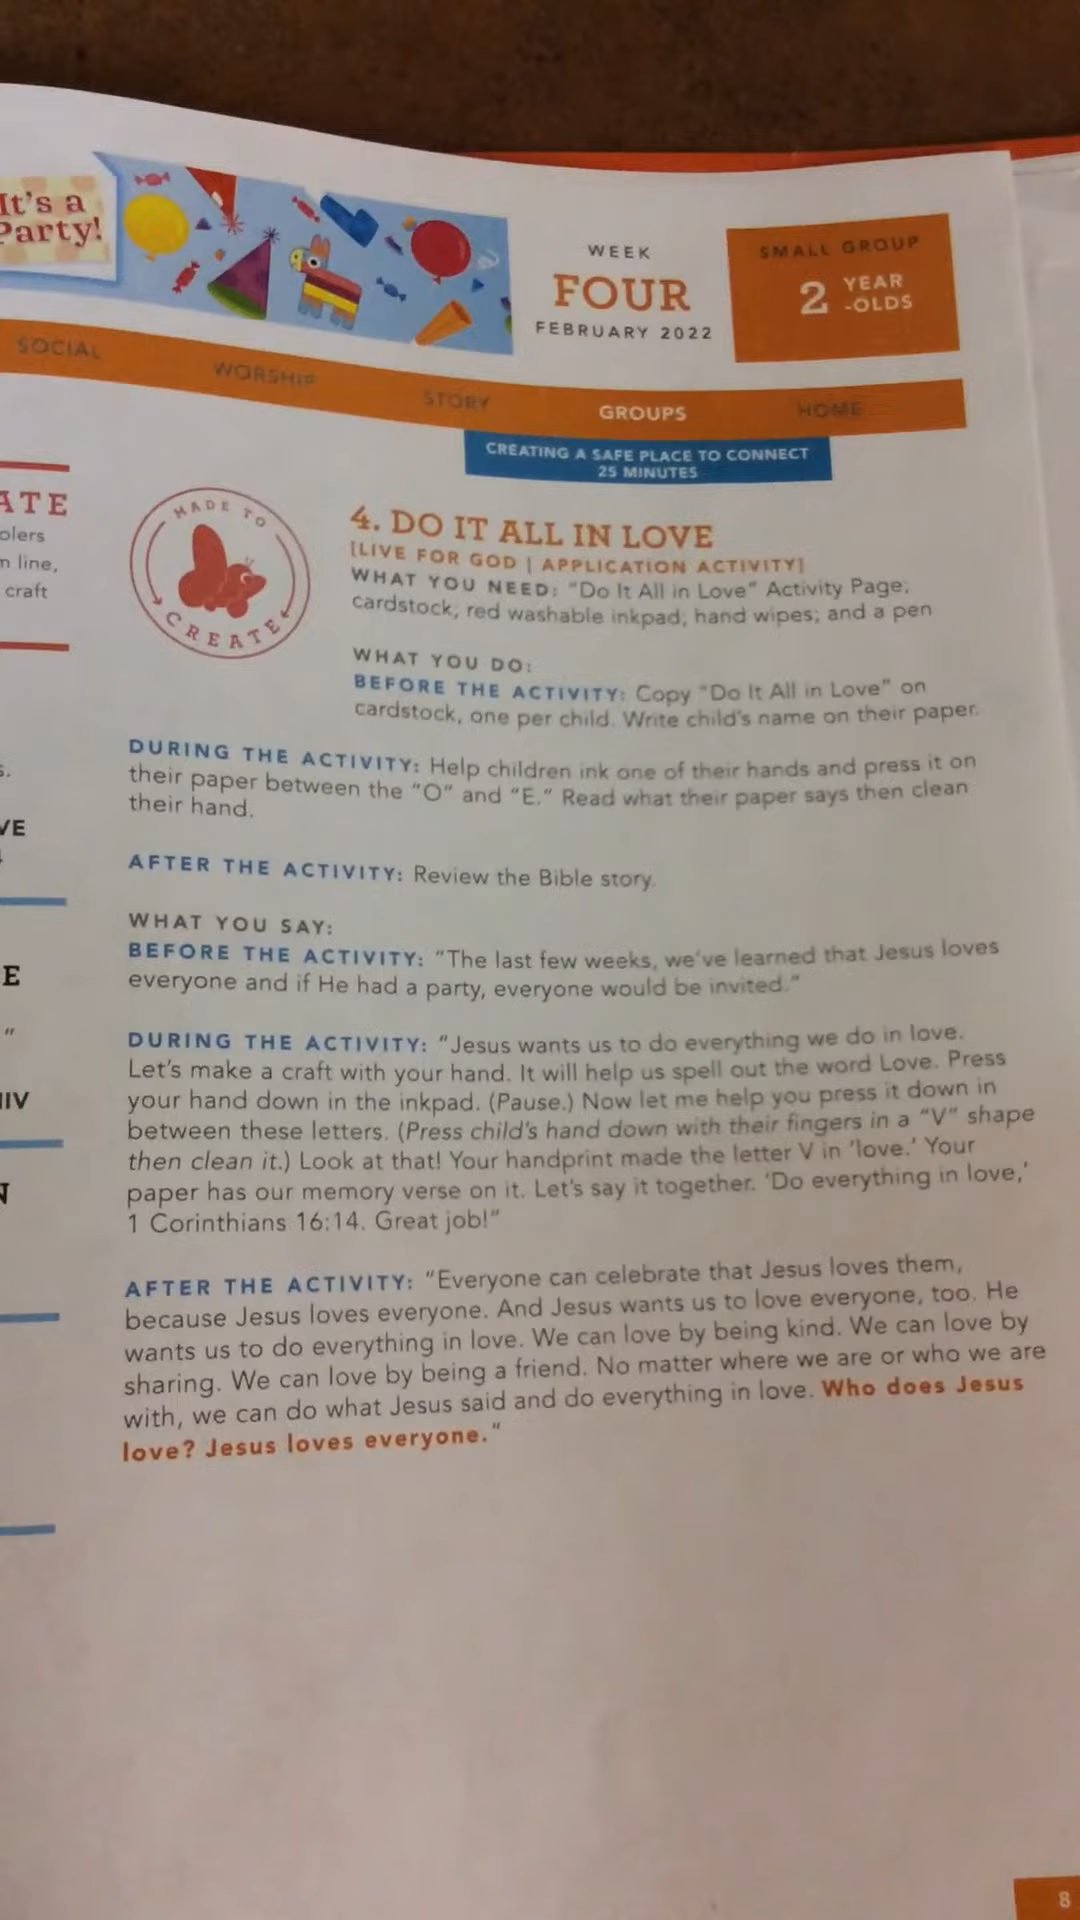 It's a
Party!
WEEK
FOUR
FEBRUARY 2022
SMALL GROUP
2 YEAR
-OLDS
SOCIAL
WORSHIP
STORY
GROUPS
HOME
CREATING A SAFE PLACE TO CONNECT
25 MINUTES
MADE TO
CREATE
4. DO IT ALL IN LOVE
[LIVE FOR GOD | APPLICATION ACTIVITY]
WHAT YOU NEED: "Do It All in Love" Activity Page;
cardstock; red washable inkpad; hand wipes; and a pen
WHAT YOU DO:
BEFORE THE ACTIVITY: Copy "Do It All in Love" on
cardstock, one per child. Write child's name on their paper.
DURING THE ACTIVITY: Help children ink one of their hands and press it on
their paper between the "O" and "E." Read what their paper says then clean
their hand.
AFTER THE ACTIVITY: Review the Bible story.
WHAT YOU SAY:
BEFORE THE ACTIVITY: "The last few weeks, we've learned that Jesus loves
everyone and if He had a party, everyone would be invited."
DURING THE ACTIVITY: "Jesus wants us to do everything we do in love.
Let's make a craft with your hand. It will help us spell out the word Love. Press
your hand down in the inkpad. (Pause.) Now let me help you press it down in
between these letters. (Press child's hand down with their fingers in a "V" shape
then clean it.) Look at that! Your handprint made the letter V in 'love.' Your
paper has our memory verse on it. Let's say it together. 'Do everything in love,'
1 Corinthians 16:14. Great job!"
AFTER THE ACTIVITY: "Everyone can celebrate that Jesus loves them,
because Jesus loves everyone. And Jesus wants us to love everyone, too. He
wants us to do everything in love. We can love by being kind. We can love by
sharing. We can love by being a friend. No matter where we are or who we are
with, we can do what Jesus said and do everything in love. Who does Jesus
love? Jesus loves everyone."
8